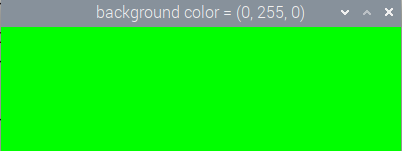 background color = (0, 255, 0)